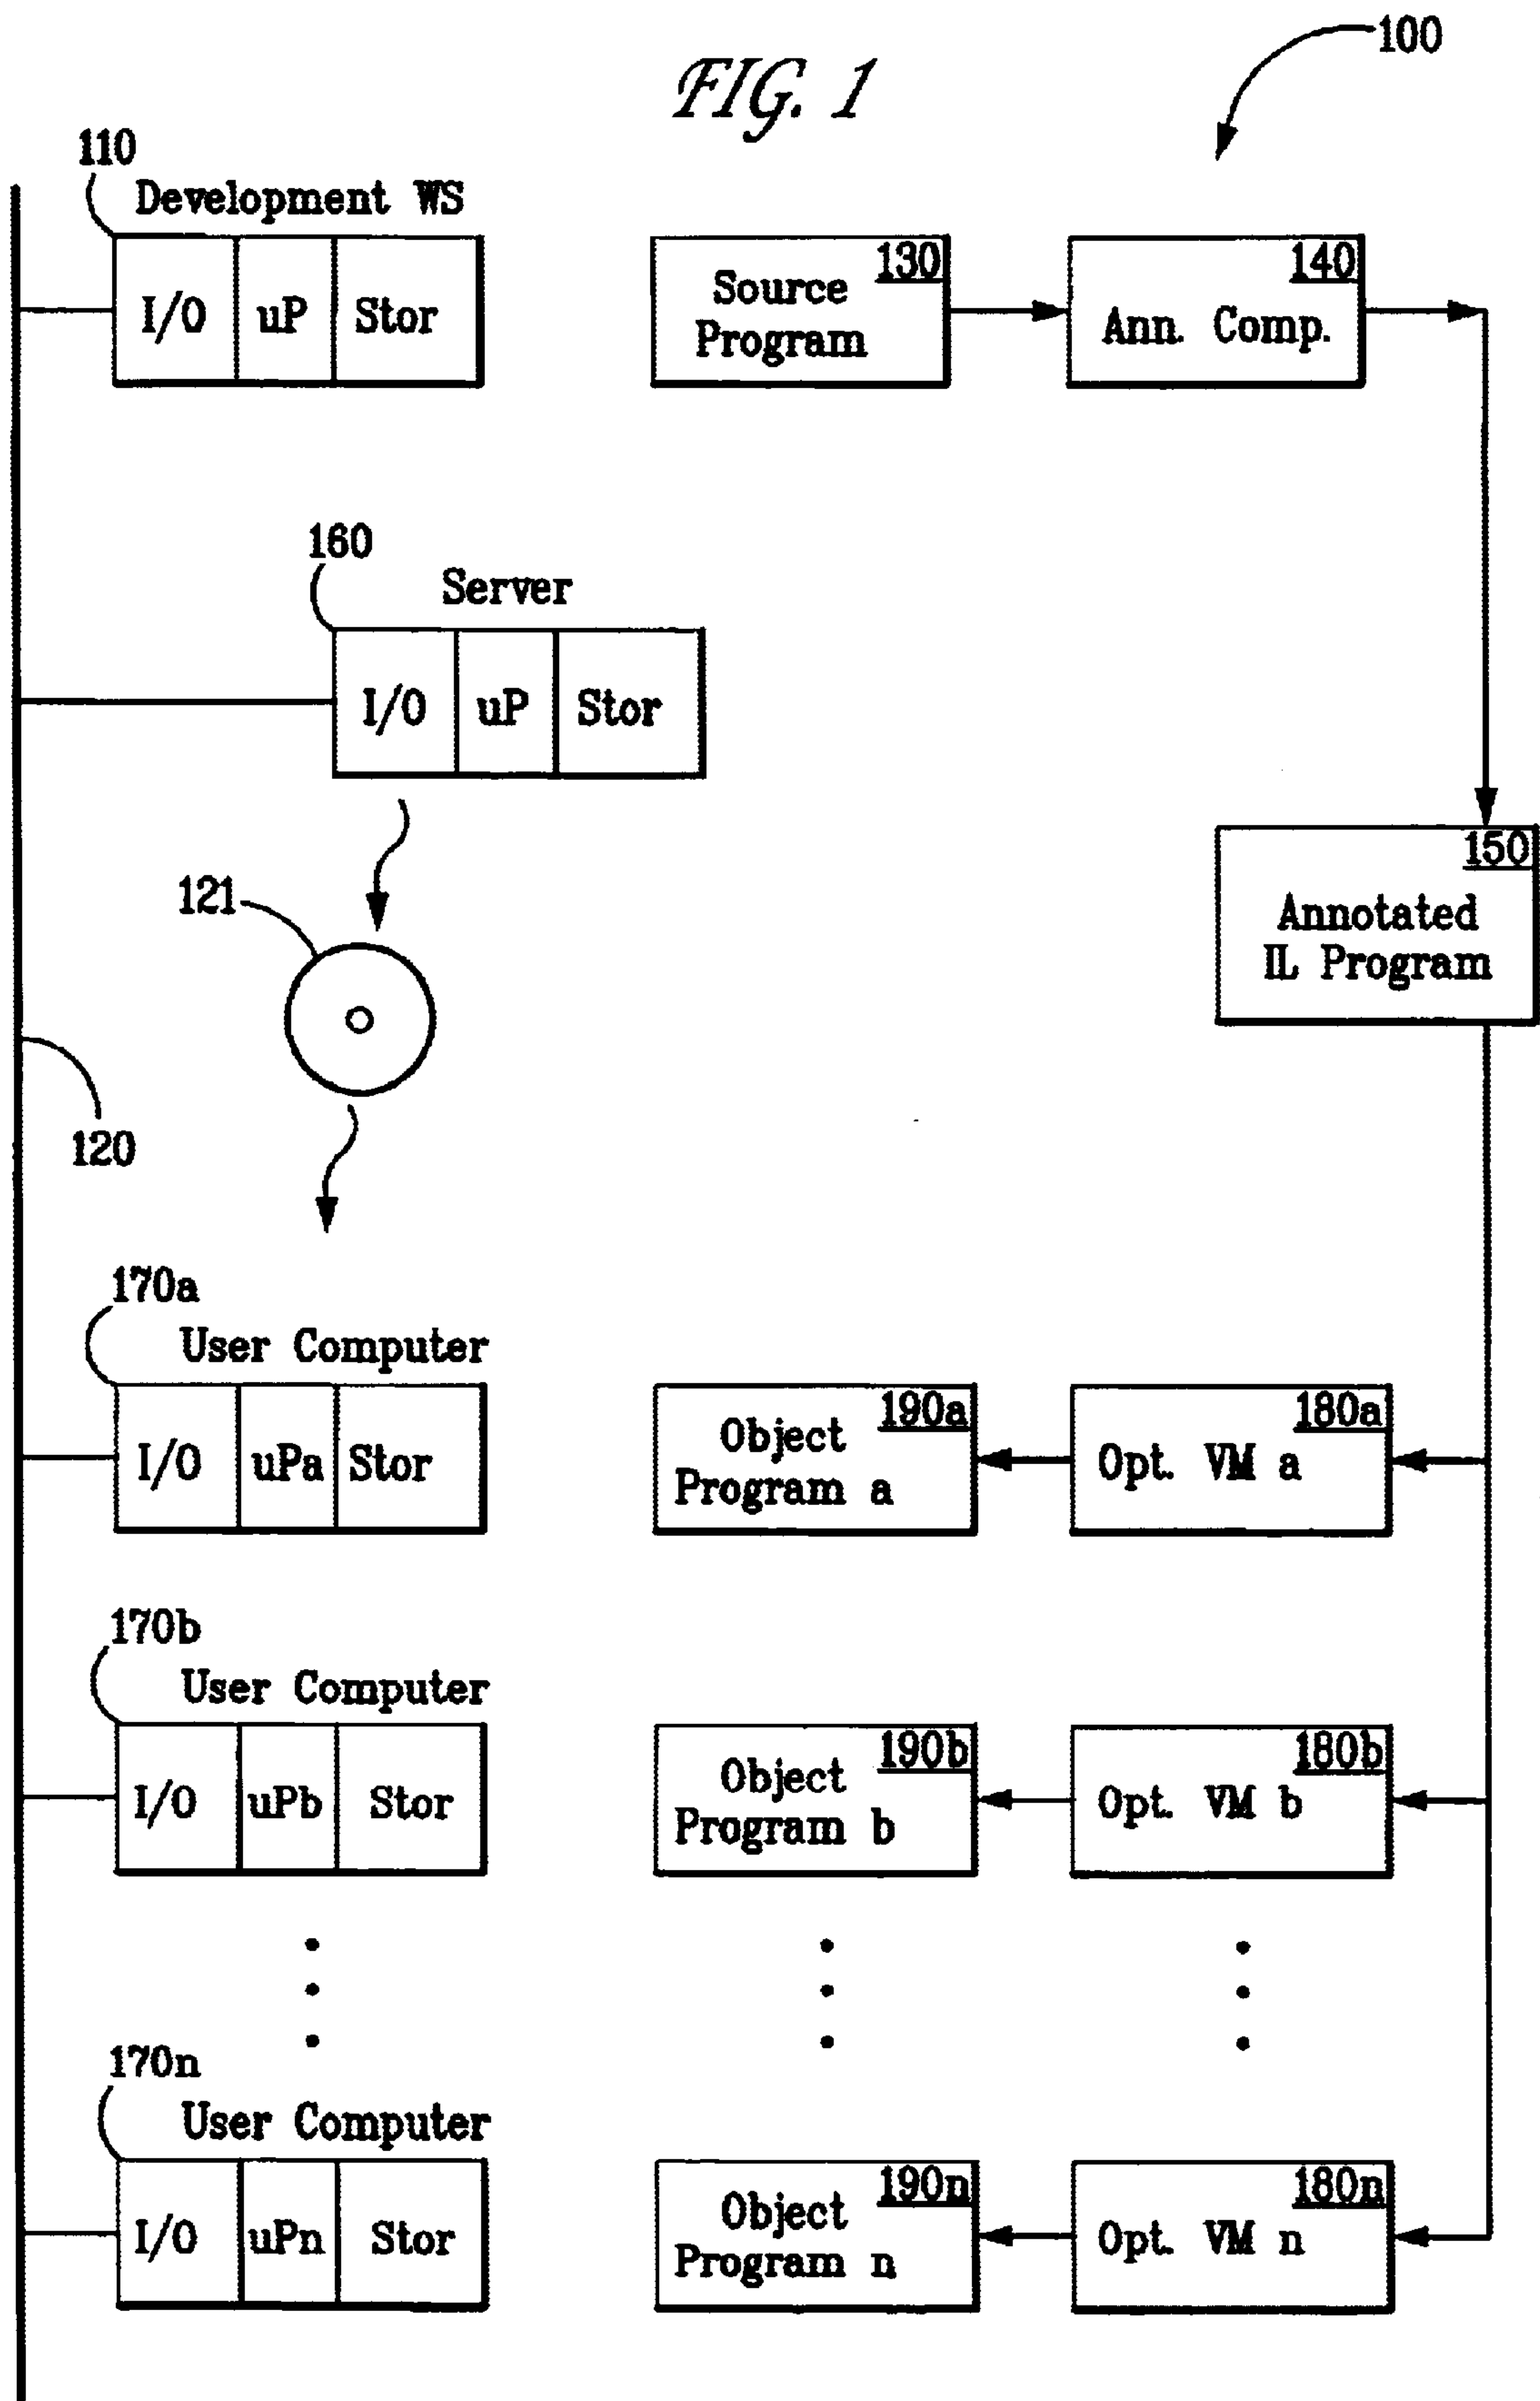 FIG. 1
100
110
Development WS
I/O uP Stor
130
Source
Program
140
Ann. Comp.
160
Server
I/O uP Stor
150
Annotated
IL Program
121
120
170a
User Computer
I/O uPa Stor
190a
Object
Program a
180a
Opt. VM a
170b
User Computer
I/O uPb Stor
190b
Object
Program b
180b
Opt. VM b
170n
User Computer
I/O uPn Stor
190n
Object
Program n
180n
Opt. VM n